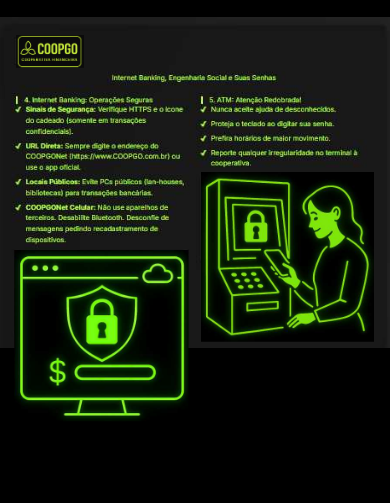 COOPGO
COOPERATIVA FINANCEIRA
Internet Banking, Engenharia Social e Suas Senhas
4. Internet Banking: Operações Seguras
✔ Sinais de Segurança: Verifique HTTPS e o ícone
do cadeado (somente em transações
confidenciais).
✔ URL Direta: Sempre digite o endereço do
COOPGONet (https://www.COOPGO.com.br) ou
use o app oficial.
✔ Locais Públicos: Evite PCs públicos (lan-houses,
bibliotecas) para transações bancárias.
✔ COOPGONet Celular: Não use aparelhos de
terceiros. Desabilite Bluetooth. Desconfie de
mensagens pedindo recadastramento de
dispositivos.
5. ATM: Atenção Redobrada!
✔ Nunca aceite ajuda de desconhecidos.
✔ Proteja o teclado ao digitar sua senha.
✔ Prefira horários de maior movimento.
✔ Reporte qualquer irregularidade no terminal à
cooperativa.
$